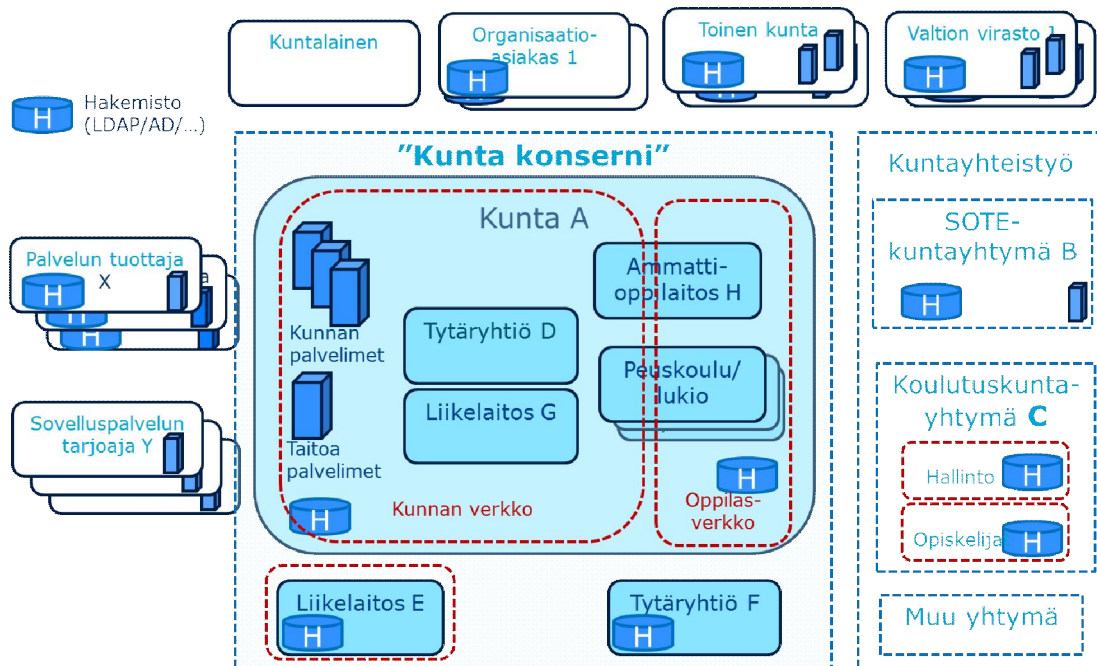 Kuntalainen
Organisaatio-
asiakas 1
H
Toinen kunta
H
Valtion virasto 1
H
H
Hakemisto
(LDAP/AD/...)
"Kunta konserni"
Kuntayhteistyö
Kunta A
SOTE-
kuntayhtymä B
H
Palvelun tuottaja
X
a
H
H
H
Ammatti-
oppilaitos H
Kunnan
palvelimet
Tytäryhtiö D
Peuskoulu/
lukio
Liikelaitos G
Koulutuskunta-
yhtymä C
Sovelluspalvelun
tarjoaja Y
Taitoa
palvelimet
H
Hallinto
H
H
Kunnan verkko
Oppilas-
verkko
Opiskelija
H
Liikelaitos E
H
Tytäryhtiö F
H
Muu yhtymä